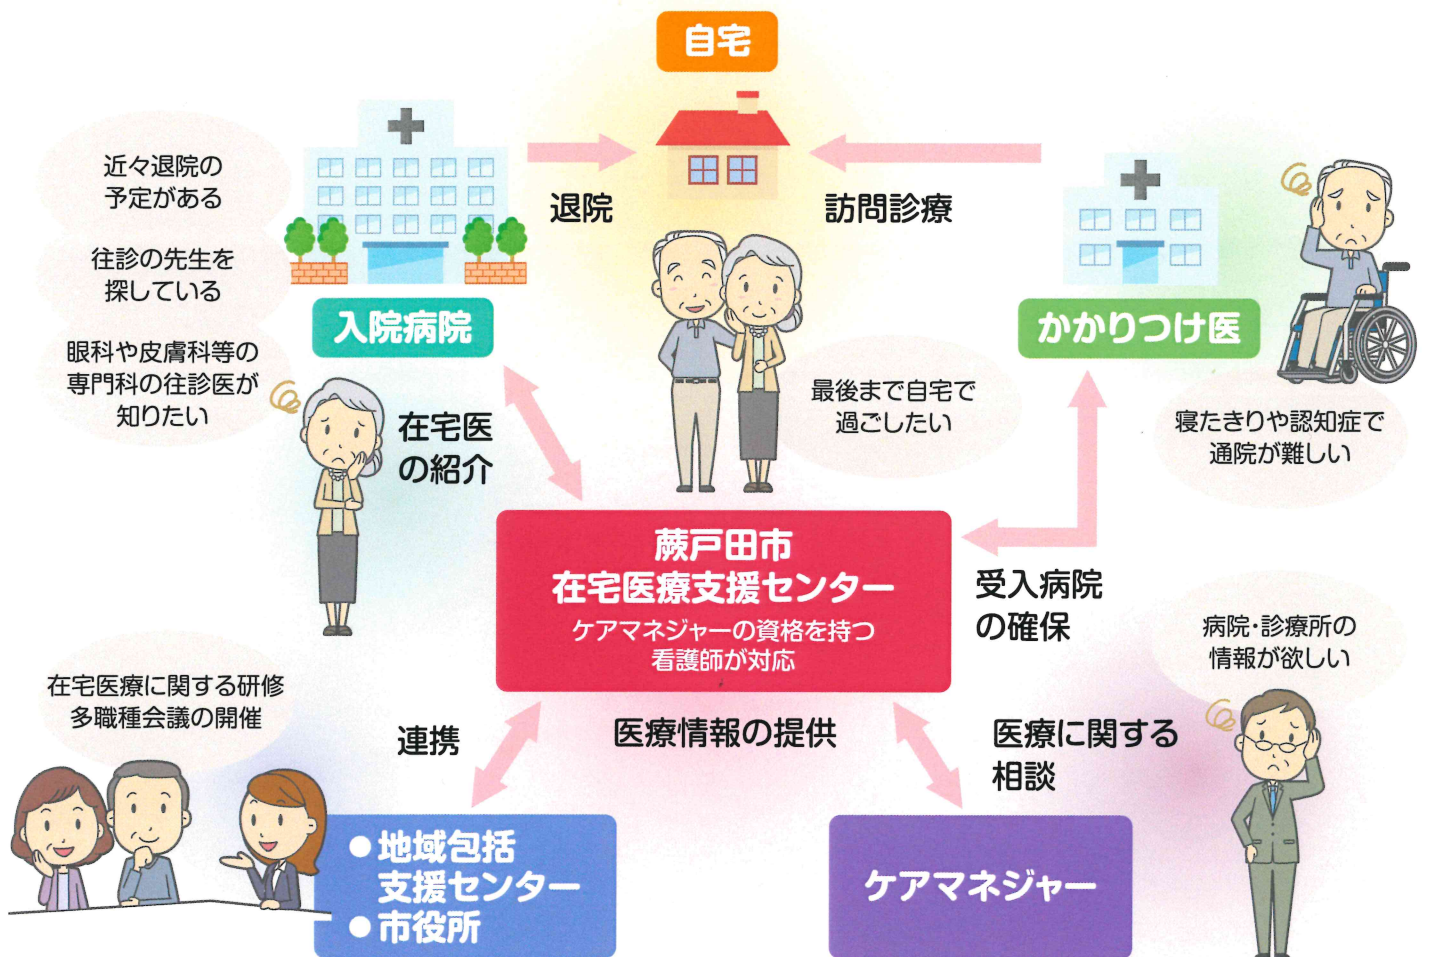 自宅
近々退院の
予定がある
往診の先生を
探している
眼科や皮膚科等の
専門科の往診医が
知りたい
入院病院
退院
訪問診療
かかりつけ医
寝たきりや認知症で
通院が難しい
最後まで自宅で
過ごしたい
在宅医
の紹介
蕨戸田市
在宅医療支援センター
ケアマネジャーの資格を持つ
看護師が対応
受入病院
の確保
病院・診療所の
情報が欲しい
在宅医療に関する研修
多職種会議の開催
連携
医療情報の提供
医療に関する
相談
●地域包括
支援センター
●市役所
ケアマネジャー